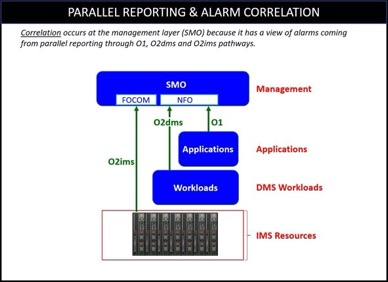 PARALLEL REPORTING & ALARM CORRELATION
Correlation occurs at the management layer (SMO) because it has a view of alarms coming
from parallel reporting through O1, O2dms and O2ims pathways.
SMO
FOCOM NFO
Management
O2dms O1
Applications Applications
O2ims
Workloads DMS Workloads
IMS Resources